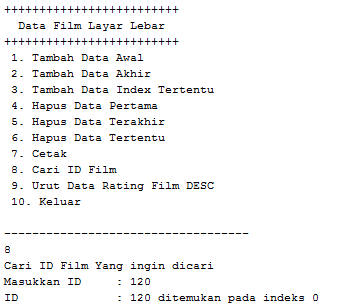 +++++++++++++++++++++++++
Data Film Layar Lebar
+++++++++++++++++++++++++
1. Tambah Data Awal
2. Tambah Data Akhir
3. Tambah Data Index Tertentu
4. Hapus Data Pertama
5. Hapus Data Terakhir
6. Hapus Data Tertentu
7. Cetak
8. Cari ID Film
9. Urut Data Rating Film DESC
10. Keluar
-----------------------------------
8
Cari ID Film Yang ingin dicari
Masukkan ID     : 120
ID              : 120 ditemukan pada indeks 0